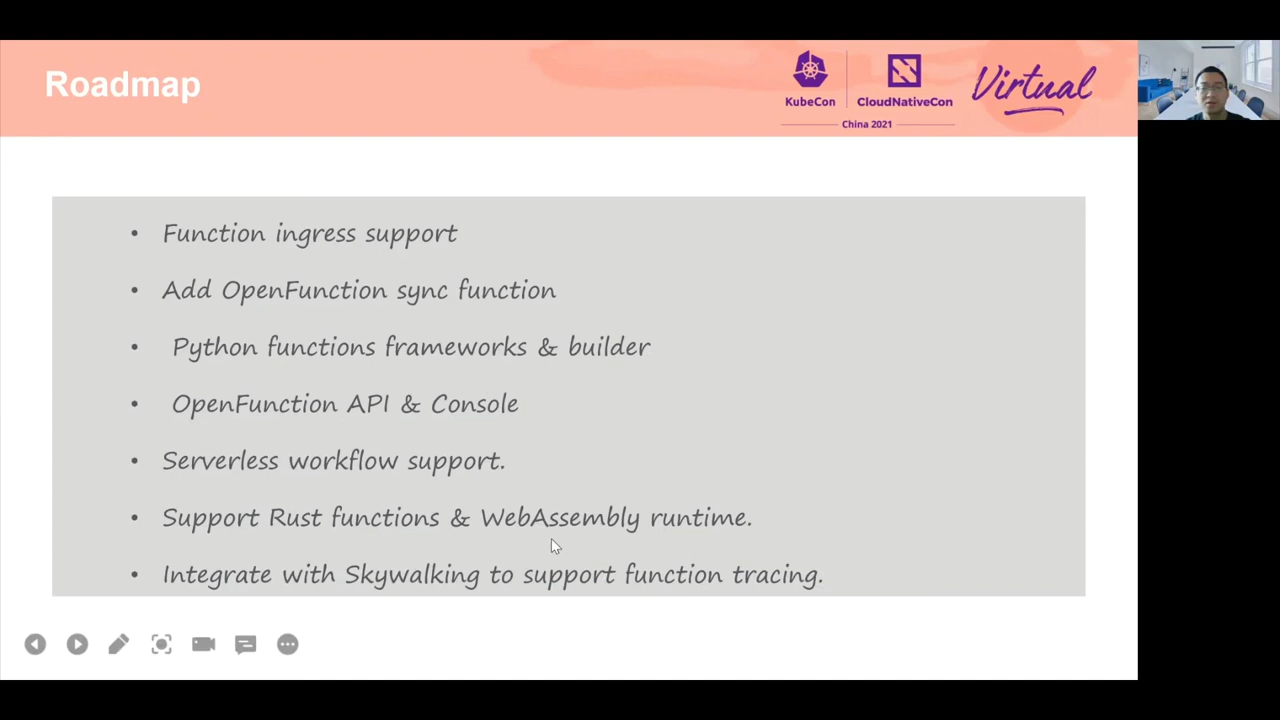 Roadmap
KubeCon
CloudNativeCon
China 2021
Virtual
• Function ingress support
• Add OpenFunction sync function
• Python functions frameworks & builder
• OpenFunction API & Console
• Serverless workflow support.
• Support Rust functions & WebAssembly runtime.
• Integrate with Skywalking to support function tracing.